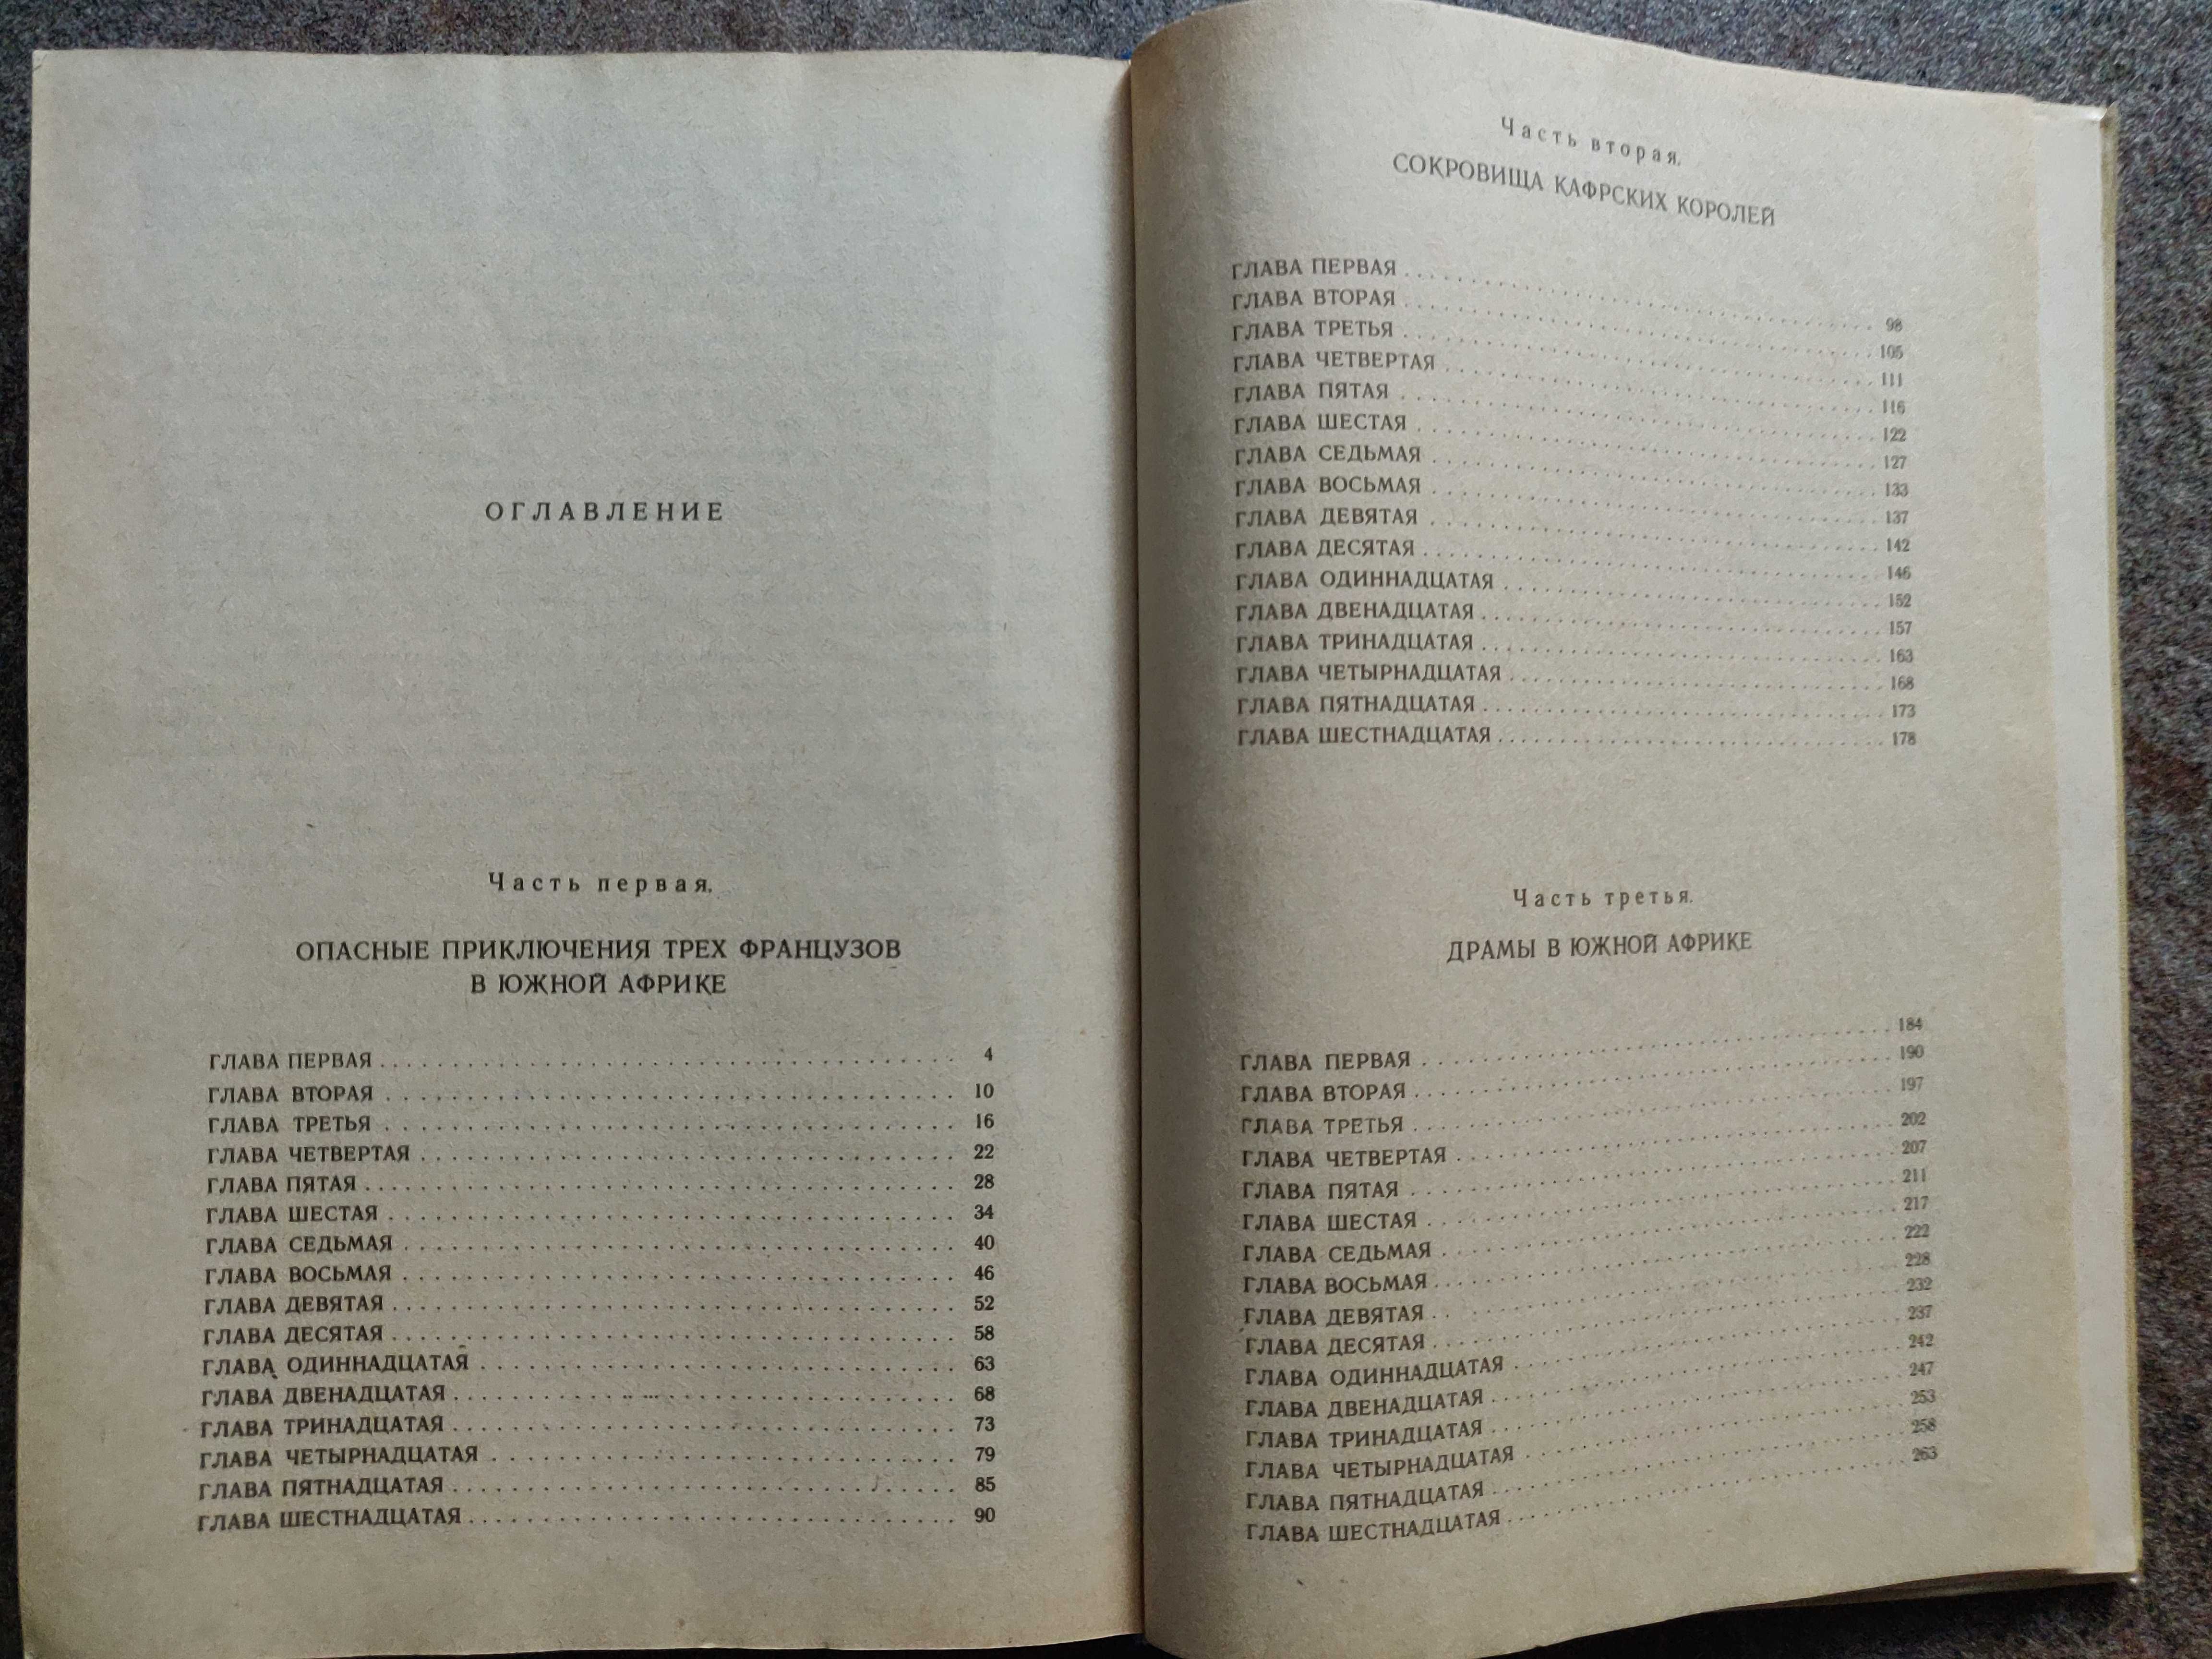 ОГЛАВЛЕНИЕ
Часть первая.
ОПАСНЫЕ ПРИКЛЮЧЕНИЯ ТРЕХ ФРАНЦУЗОВ
В ЮЖНОЙ АФРИКЕ
ГЛАВА ПЕРВАЯ 4
ГЛАВА ВТОРАЯ 10
ГЛАВА ТРЕТЬЯ 16
ГЛАВА ЧЕТВЕРТАЯ 22
ГЛАВА ПЯТАЯ 28
ГЛАВА ШЕСТАЯ 34
ГЛАВА СЕДЬМАЯ 40
ГЛАВА ВОСЬМАЯ 46
ГЛАВА ДЕВЯТАЯ 52
ГЛАВА ДЕСЯТАЯ 58
ГЛАВА ОДИННАДЦАТАЯ 63
ГЛАВА ДВЕНАДЦАТАЯ 68
ГЛАВА ТРИНАДЦАТАЯ 73
ГЛАВА ЧЕТЫРНАДЦАТАЯ 79
ГЛАВА ПЯТНАДЦАТАЯ 85
ГЛАВА ШЕСТНАДЦАТАЯ 90
Часть вторая.
СОКРОВИЩА КАФРСКИХ КОРОЛЕЙ
ГЛАВА ПЕРВАЯ 98
ГЛАВА ВТОРАЯ 105
ГЛАВА ТРЕТЬЯ 111
ГЛАВА ЧЕТВЕРТАЯ 116
ГЛАВА ПЯТАЯ 122
ГЛАВА ШЕСТАЯ 127
ГЛАВА СЕДЬМАЯ 133
ГЛАВА ВОСЬМАЯ 137
ГЛАВА ДЕВЯТАЯ 142
ГЛАВА ДЕСЯТАЯ 146
ГЛАВА ОДИННАДЦАТАЯ 152
ГЛАВА ДВЕНАДЦАТАЯ 157
ГЛАВА ТРИНАДЦАТАЯ 163
ГЛАВА ЧЕТЫРНАДЦАТАЯ 168
ГЛАВА ПЯТНАДЦАТАЯ 173
ГЛАВА ШЕСТНАДЦАТАЯ 178
Часть третья.
ДРАМЫ В ЮЖНОЙ АФРИКЕ
ГЛАВА ПЕРВАЯ 184
ГЛАВА ВТОРАЯ 190
ГЛАВА ТРЕТЬЯ 197
ГЛАВА ЧЕТВЕРТАЯ 202
ГЛАВА ПЯТАЯ 207
ГЛАВА ШЕСТАЯ 211
ГЛАВА СЕДЬМАЯ 217
ГЛАВА ВОСЬМАЯ 222
ГЛАВА ДЕВЯТАЯ 228
ГЛАВА ДЕСЯТАЯ 232
ГЛАВА ОДИННАДЦАТАЯ 237
ГЛАВА ДВЕНАДЦАТАЯ 242
ГЛАВА ТРИНАДЦАТАЯ 247
ГЛАВА ЧЕТЫРНАДЦАТАЯ 253
ГЛАВА ПЯТНАДЦАТАЯ 258
ГЛАВА ШЕСТНАДЦАТАЯ 263